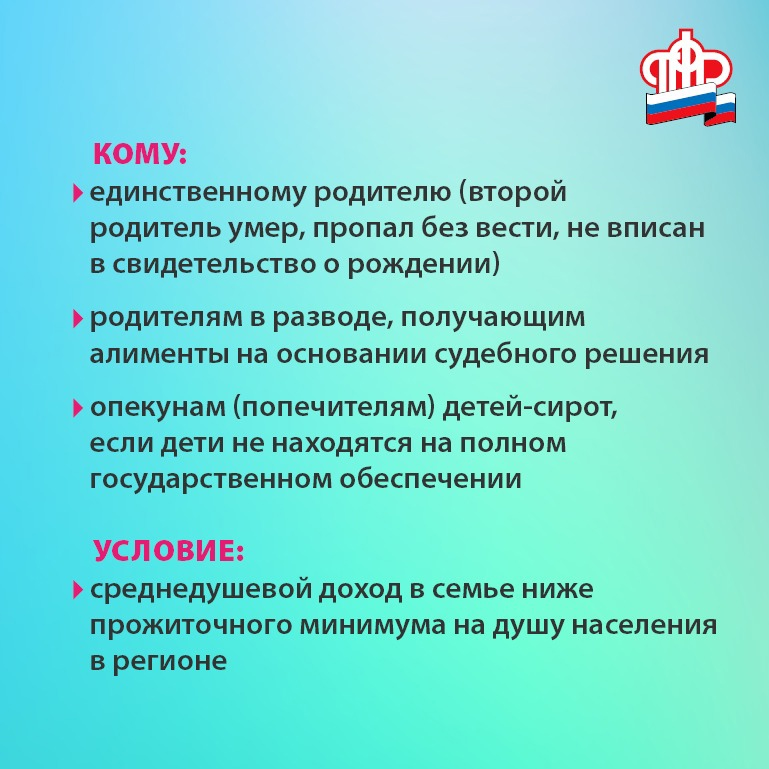 ПФР
КОМУ:
единственному родителю (второй
родитель умер, пропал без вести, не вписан
в свидетельство о рождении)
родителям в разводе, получающим
алименты на основании судебного решения
опекунам (попечителям) детей-сирот,
если дети не находятся на полном
государственном обеспечении
УСЛОВИЕ:
среднедушевой доход в семье ниже
прожиточного минимума на душу населения
в регионе